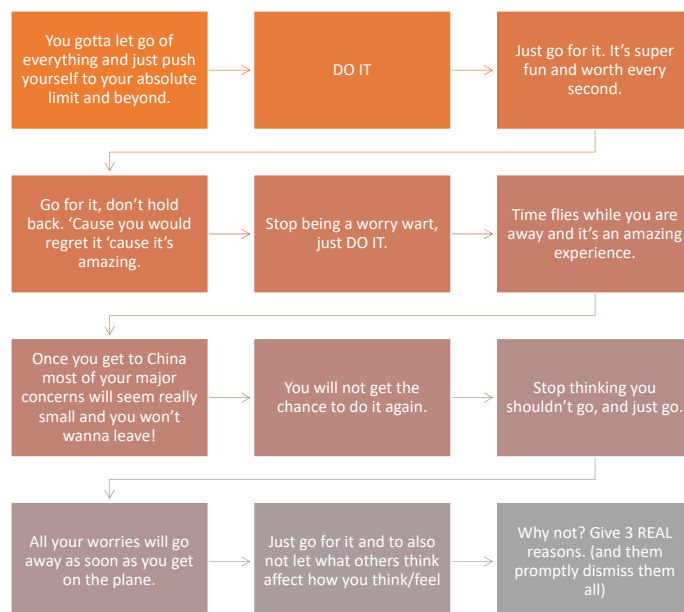 You gotta let go of
everything and just push
yourself to your absolute
limit and beyond.
DO IT
Just go for it. It’s super
fun and worth every
second.
Go for it, don’t hold
back. ‘Cause you would
regret it ‘cause it’s
amazing.
Stop being a worry wart,
just DO IT.
Time flies while you are
away and it’s an amazing
experience.
Once you get to China
most of your major
concerns will seem really
small and you won’t
wanna leave!
You will not get the
chance to do it again.
Stop thinking you
shouldn’t go, and just go.
All your worries will go
away as soon as you get
on the plane.
Just go for it and to also
not let what others think
affect how you think/feel
Why not? Give 3 REAL
reasons. (and them
promptly dismiss them
all)